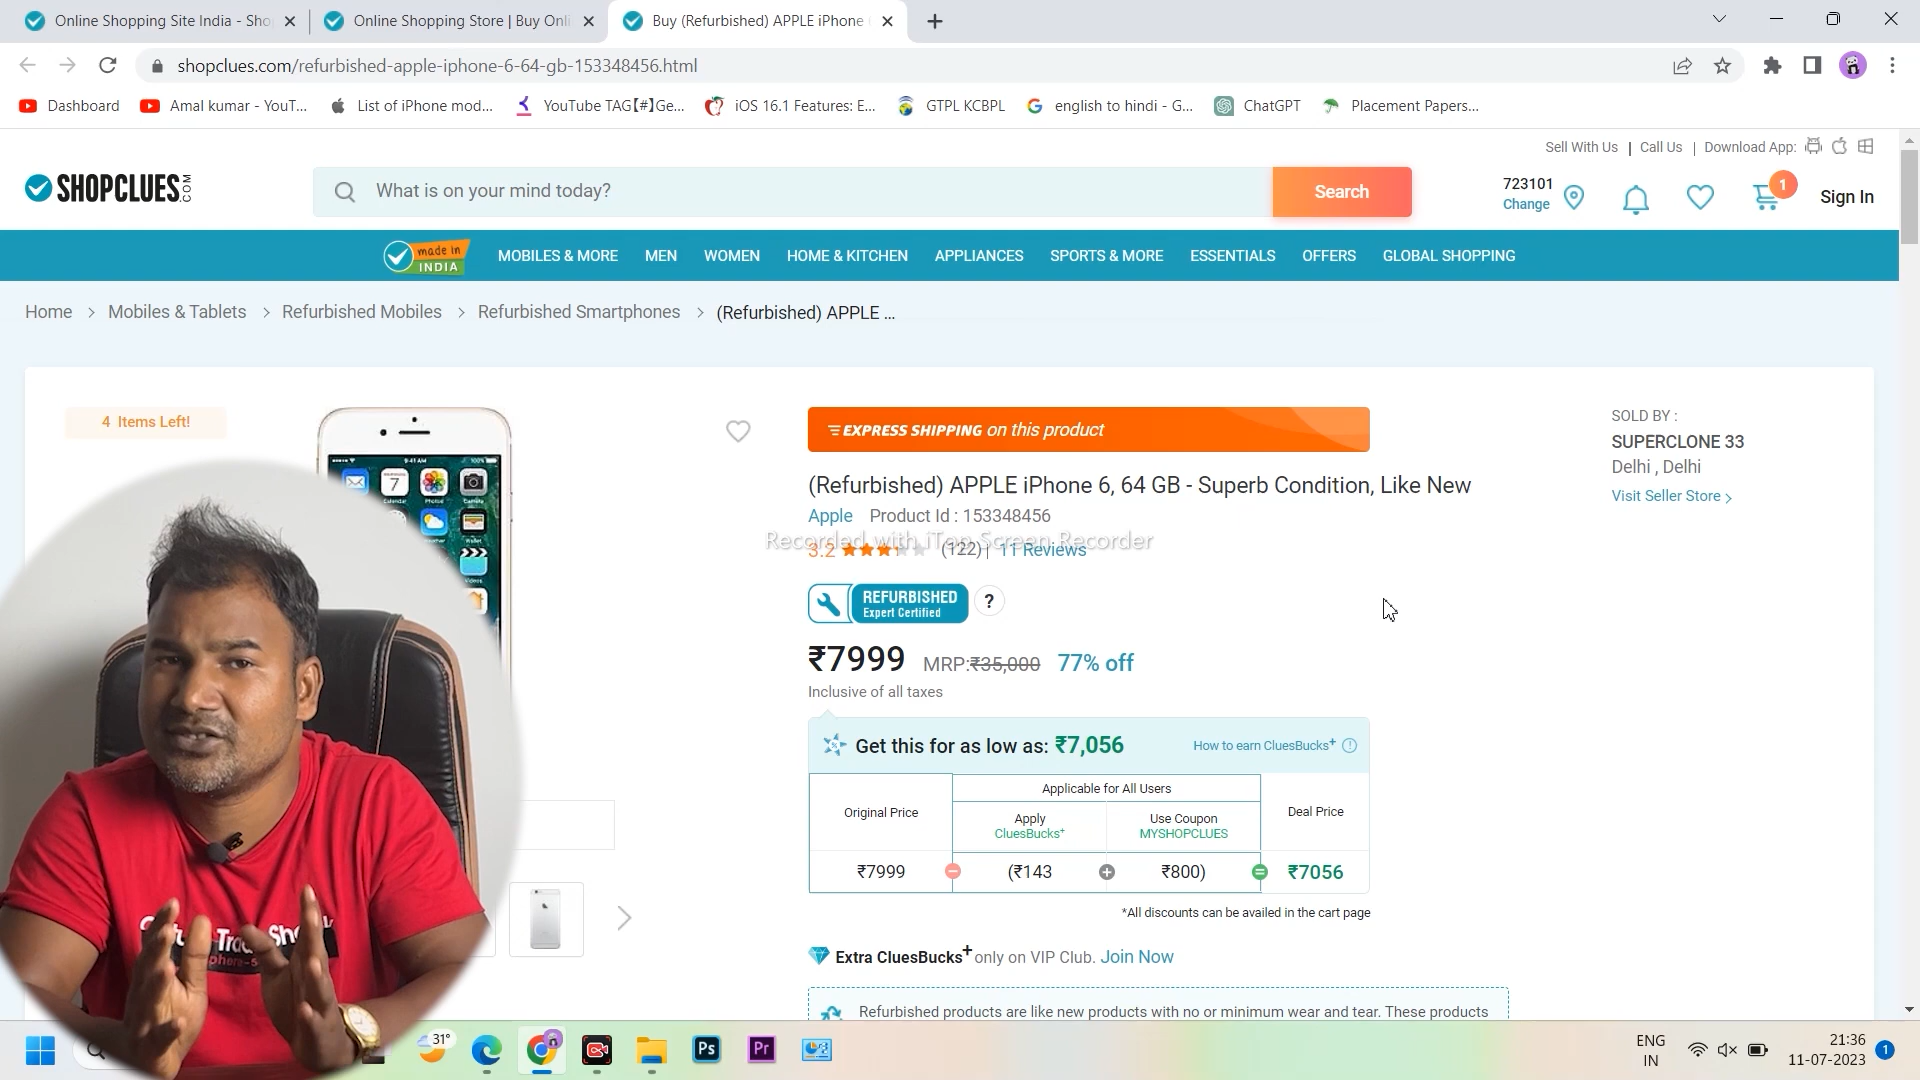 Online Shopping Site India - Sho
Online Shopping Store | Buy Onli
Buy (Refurbished) APPLE iPhone
shopclues.com/refurbished-apple-iphone-6-64-gb-153348456.html
Dashboard
Amal kumar - YouT...
List of iPhone mod...
YouTube TAG【#】Ge...
iOS 16.1 Features: E...
GTPL KCBPL
english to hindi - G...
ChatGPT
Placement Papers...
Sell With Us | Call Us | Download App:
SHOPCLUES.COM
What is on your mind today?
Search
723101
Change
1
Sign In
made in
INDIA
MOBILES & MORE
MEN
WOMEN
HOME & KITCHEN
APPLIANCES
SPORTS & MORE
ESSENTIALS
OFFERS
GLOBAL SHOPPING
Home > Mobiles & Tablets > Refurbished Mobiles > Refurbished Smartphones > (Refurbished) APPLE ...
4 Items Left!
EXPRESS SHIPPING on this product
SOLD BY :
SUPERCLONE 33
Delhi , Delhi
Visit Seller Store >
(Refurbished) APPLE iPhone 6, 64 GB - Superb Condition, Like New
Apple Product Id : 153348456
Recorded with iTop Screen Recorder
3.2 (122) | 11 Reviews
REFURBISHED
Expert Certified
?
₹7999 MRP:₹35,000 77% off
Inclusive of all taxes
Get this for as low as: ₹7,056
How to earn CluesBucks+
Original Price
Applicable for All Users
Apply
CluesBucks+
Use Coupon
MYSHOPCLUES
Deal Price
₹7999 − (₹143 + ₹800) = ₹7056
*All discounts can be availed in the cart page
Extra CluesBucks+ only on VIP Club. Join Now
Refurbished products are like new products with no or minimum wear and tear. These products
31°
Ps
Pr
ENG
IN
21:36
11-07-2023
1